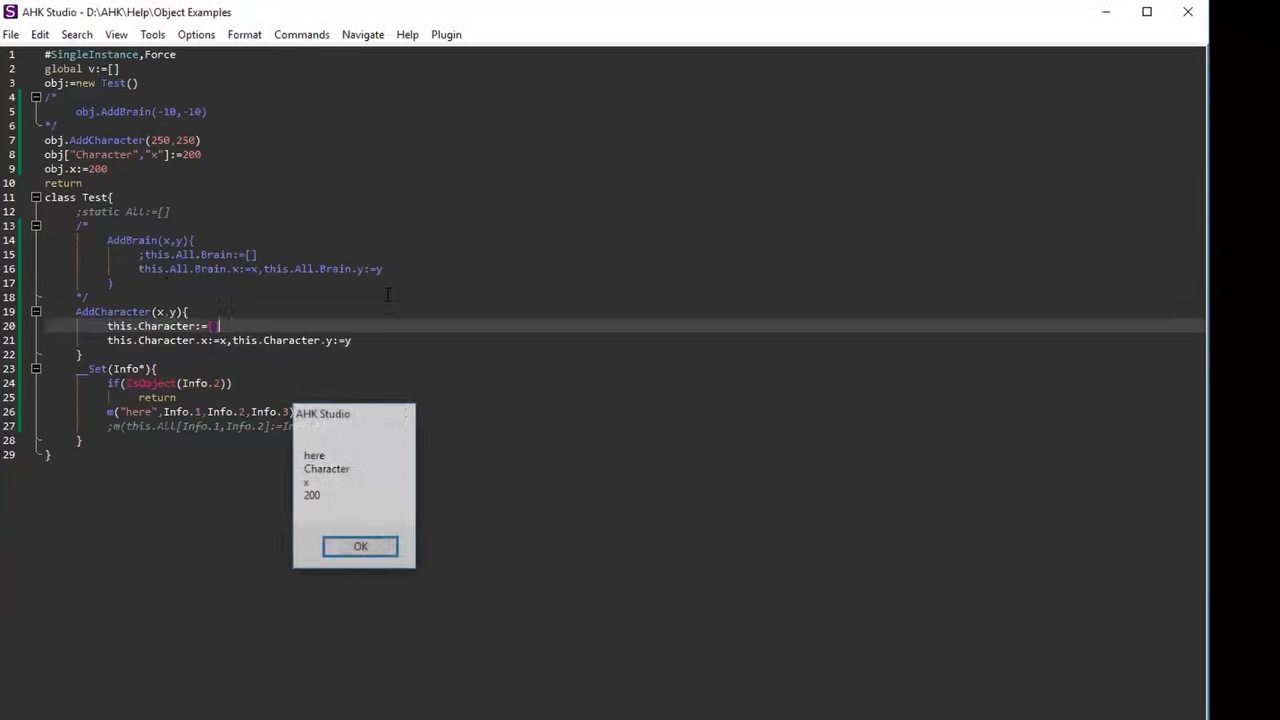 AHK Studio - D:\AHK\Help\Object Examples
File Edit Search View Tools Options Format Commands Navigate Help Plugin
1 #SingleInstance,Force
2 global v:=[]
3 obj:=new Test()
4 /*
5 obj.AddBrain(-10,-10)
6 */
7 obj.AddCharacter(250,250)
8 obj["Character","x"]:=200
9 obj.x:=200
10 return
11 class Test{
12 ;static All:=[]
13 /*
14 AddBrain(x,y){
15 ;this.All.Brain:=[]
16 this.All.Brain.x:=x,this.All.Brain.y:=y
17 }
18 */
19 AddCharacter(x,y){
20 this.Character:=[]
21 this.Character.x:=x,this.Character.y:=y
22 }
23 __Set(Info*){
24 if(IsObject(Info.2))
25 return
26 m("here",Info.1,Info.2,Info.3)
27 ;m(this.All[Info.1,Info.2]:=In
28 }
29 }
AHK Studio
here
Character
x
200
OK